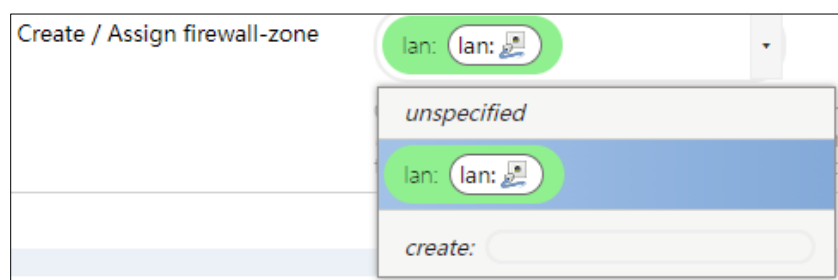 Create / Assign firewall-zone lan: lan:
unspecified
lan: lan:
create: